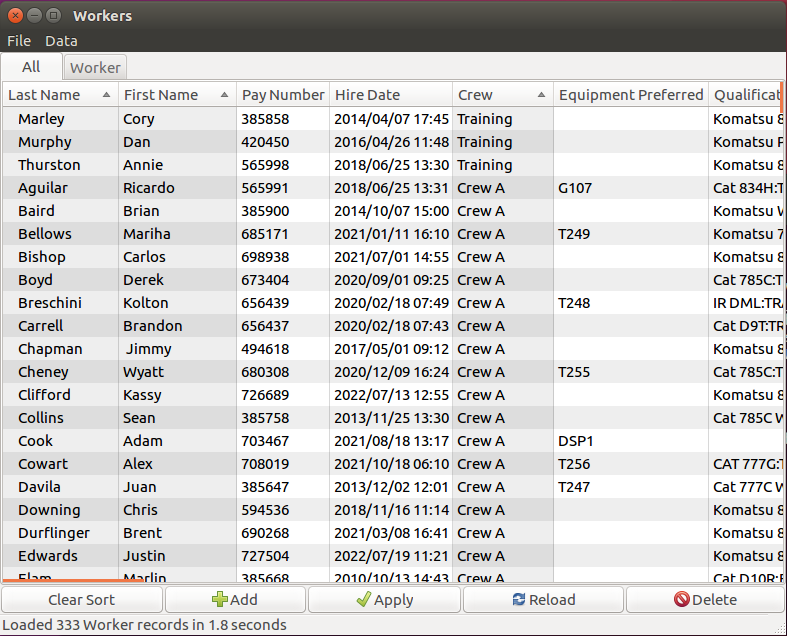 Workers
File Data
All Worker
Last Name First Name Pay Number Hire Date Crew Equipment Preferred Qualificat
Marley Cory 385858 2014/04/07 17:45 Training Komatsu 8
Murphy Dan 420450 2016/04/26 11:48 Training Komatsu P
Thurston Annie 565998 2018/06/25 13:30 Training Komatsu 8
Aguilar Ricardo 565991 2018/06/25 13:31 Crew A G107 Cat 834H:T
Baird Brian 385900 2014/10/07 15:00 Crew A Komatsu W
Bellows Mariha 685171 2021/01/11 16:10 Crew A T249 Komatsu 7
Bishop Carlos 698938 2021/07/01 14:55 Crew A Komatsu 8
Boyd Derek 673404 2020/09/01 09:25 Crew A Cat 785C:T
Breschini Kolton 656439 2020/02/18 07:49 Crew A T248 IR DML:TRA
Carrell Brandon 656437 2020/02/18 07:43 Crew A Cat D9T:TR
Chapman Jimmy 494618 2017/05/01 09:12 Crew A Komatsu 8
Cheney Wyatt 680308 2020/12/09 16:24 Crew A T255 Cat 785C:T
Clifford Kassy 726689 2022/07/13 12:55 Crew A Komatsu 8
Collins Sean 385758 2013/11/25 13:30 Crew A Cat 785C W
Cook Adam 703467 2021/08/18 13:17 Crew A DSP1
Cowart Alex 708019 2021/10/18 06:10 Crew A T256 CAT 777G:T
Davila Juan 385647 2013/12/02 12:01 Crew A T247 Cat 777C W
Downing Chris 594536 2018/11/16 11:14 Crew A Komatsu 8
Durflinger Brent 690268 2021/03/08 16:41 Crew A Komatsu 8
Edwards Justin 727504 2022/07/19 11:21 Crew A Komatsu 8
Elam Marlin 385668 2010/10/13 14:43 Crew A Cat D10R:E
Clear Sort Add Apply Reload Delete
Loaded 333 Worker records in 1.8 seconds